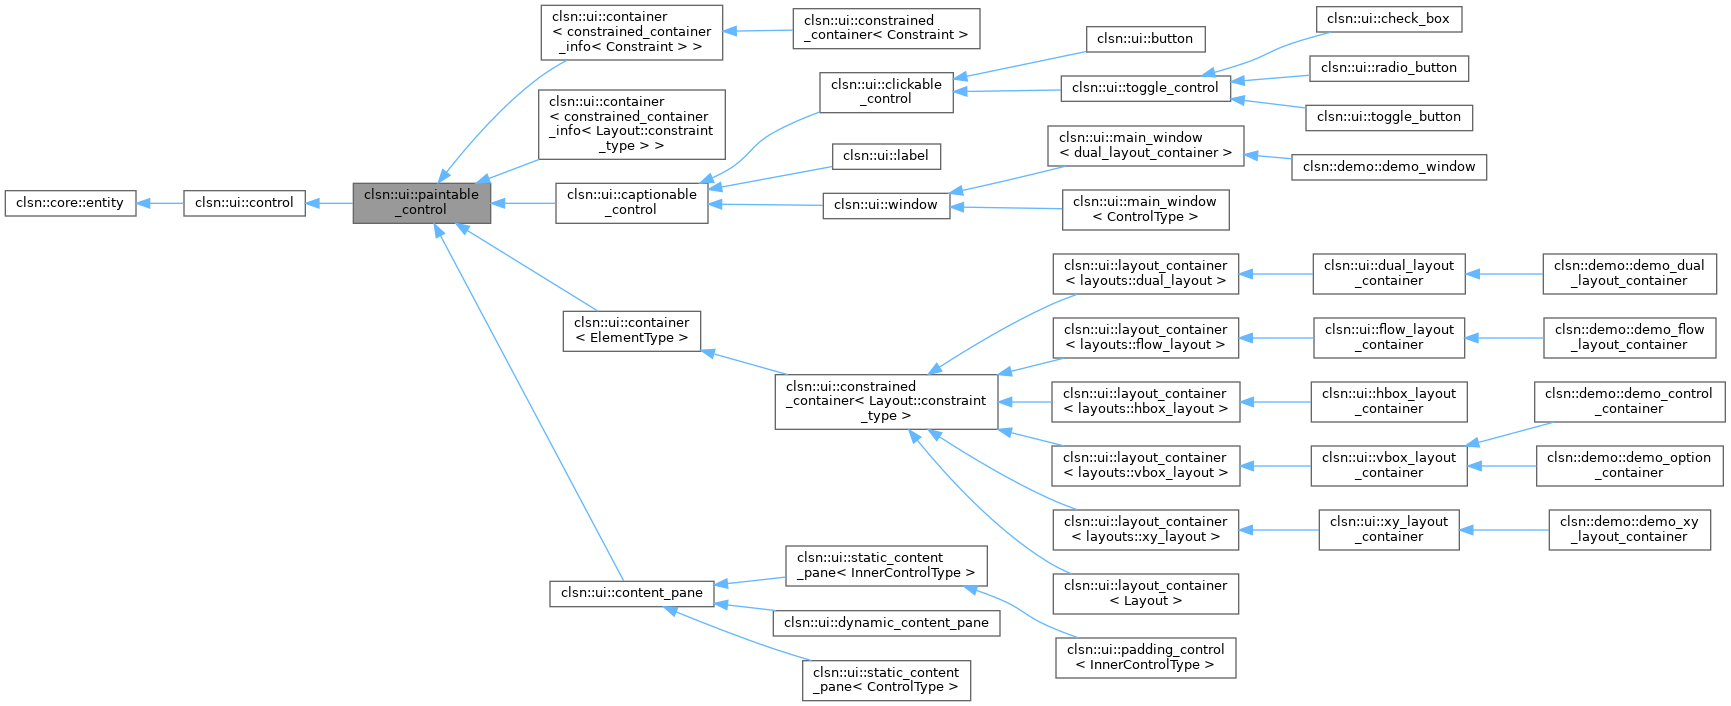 clsn::core::entity
clsn::ui::control
clsn::ui::paintable
_control
clsn::ui::container
< constrained_container
_info< Constraint > >
clsn::ui::constrained
_container< Constraint >
clsn::ui::container
< constrained_container
_info< Layout::constraint
_type > >
clsn::ui::captionable
_control
clsn::ui::clickable
_control
clsn::ui::button
clsn::ui::toggle_control
clsn::ui::check_box
clsn::ui::radio_button
clsn::ui::toggle_button
clsn::ui::label
clsn::ui::window
clsn::ui::main_window
< dual_layout_container >
clsn::demo::demo_window
clsn::ui::main_window
< ControlType >
clsn::ui::container
< ElementType >
clsn::ui::constrained
_container< Layout::constraint
_type >
clsn::ui::layout_container
< layouts::dual_layout >
clsn::ui::dual_layout
_container
clsn::demo::demo_dual
_layout_container
clsn::ui::layout_container
< layouts::flow_layout >
clsn::ui::flow_layout
_container
clsn::demo::demo_flow
_layout_container
clsn::ui::layout_container
< layouts::hbox_layout >
clsn::ui::hbox_layout
_container
clsn::ui::layout_container
< layouts::vbox_layout >
clsn::ui::vbox_layout
_container
clsn::demo::demo_control
_container
clsn::demo::demo_option
_container
clsn::ui::layout_container
< layouts::xy_layout >
clsn::ui::xy_layout
_container
clsn::demo::demo_xy
_layout_container
clsn::ui::layout_container
< Layout >
clsn::ui::content_pane
clsn::ui::static_content
_pane< InnerControlType >
clsn::ui::padding_control
< InnerControlType >
clsn::ui::dynamic_content_pane
clsn::ui::static_content
_pane< ControlType >